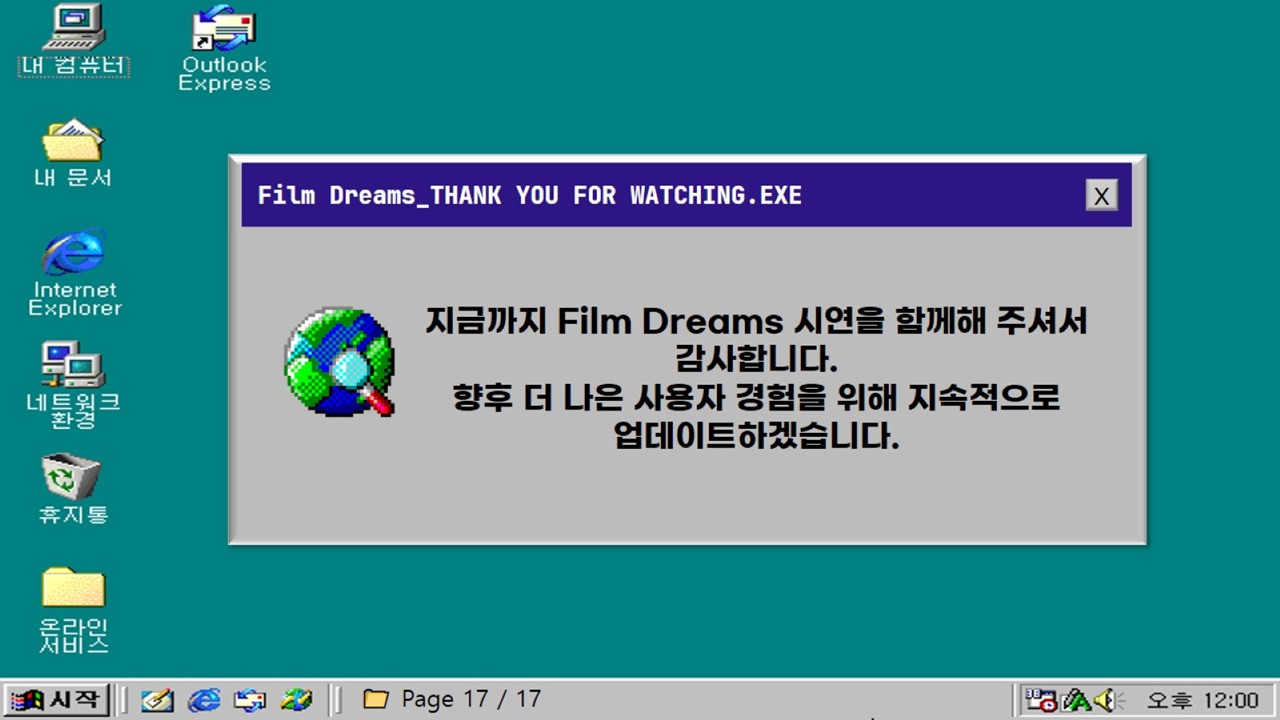 내 컴퓨터
Outlook
Express
내 문서
Internet
Explorer
네트워크
환경
휴지통
온라인
서비스
Film Dreams_THANK YOU FOR WATCHING.EXE
X
지금까지 Film Dreams 시연을 함께해 주셔서
감사합니다.
향후 더 나은 사용자 경험을 위해 지속적으로
업데이트하겠습니다.
시작
Page 17 / 17
오후 12:00